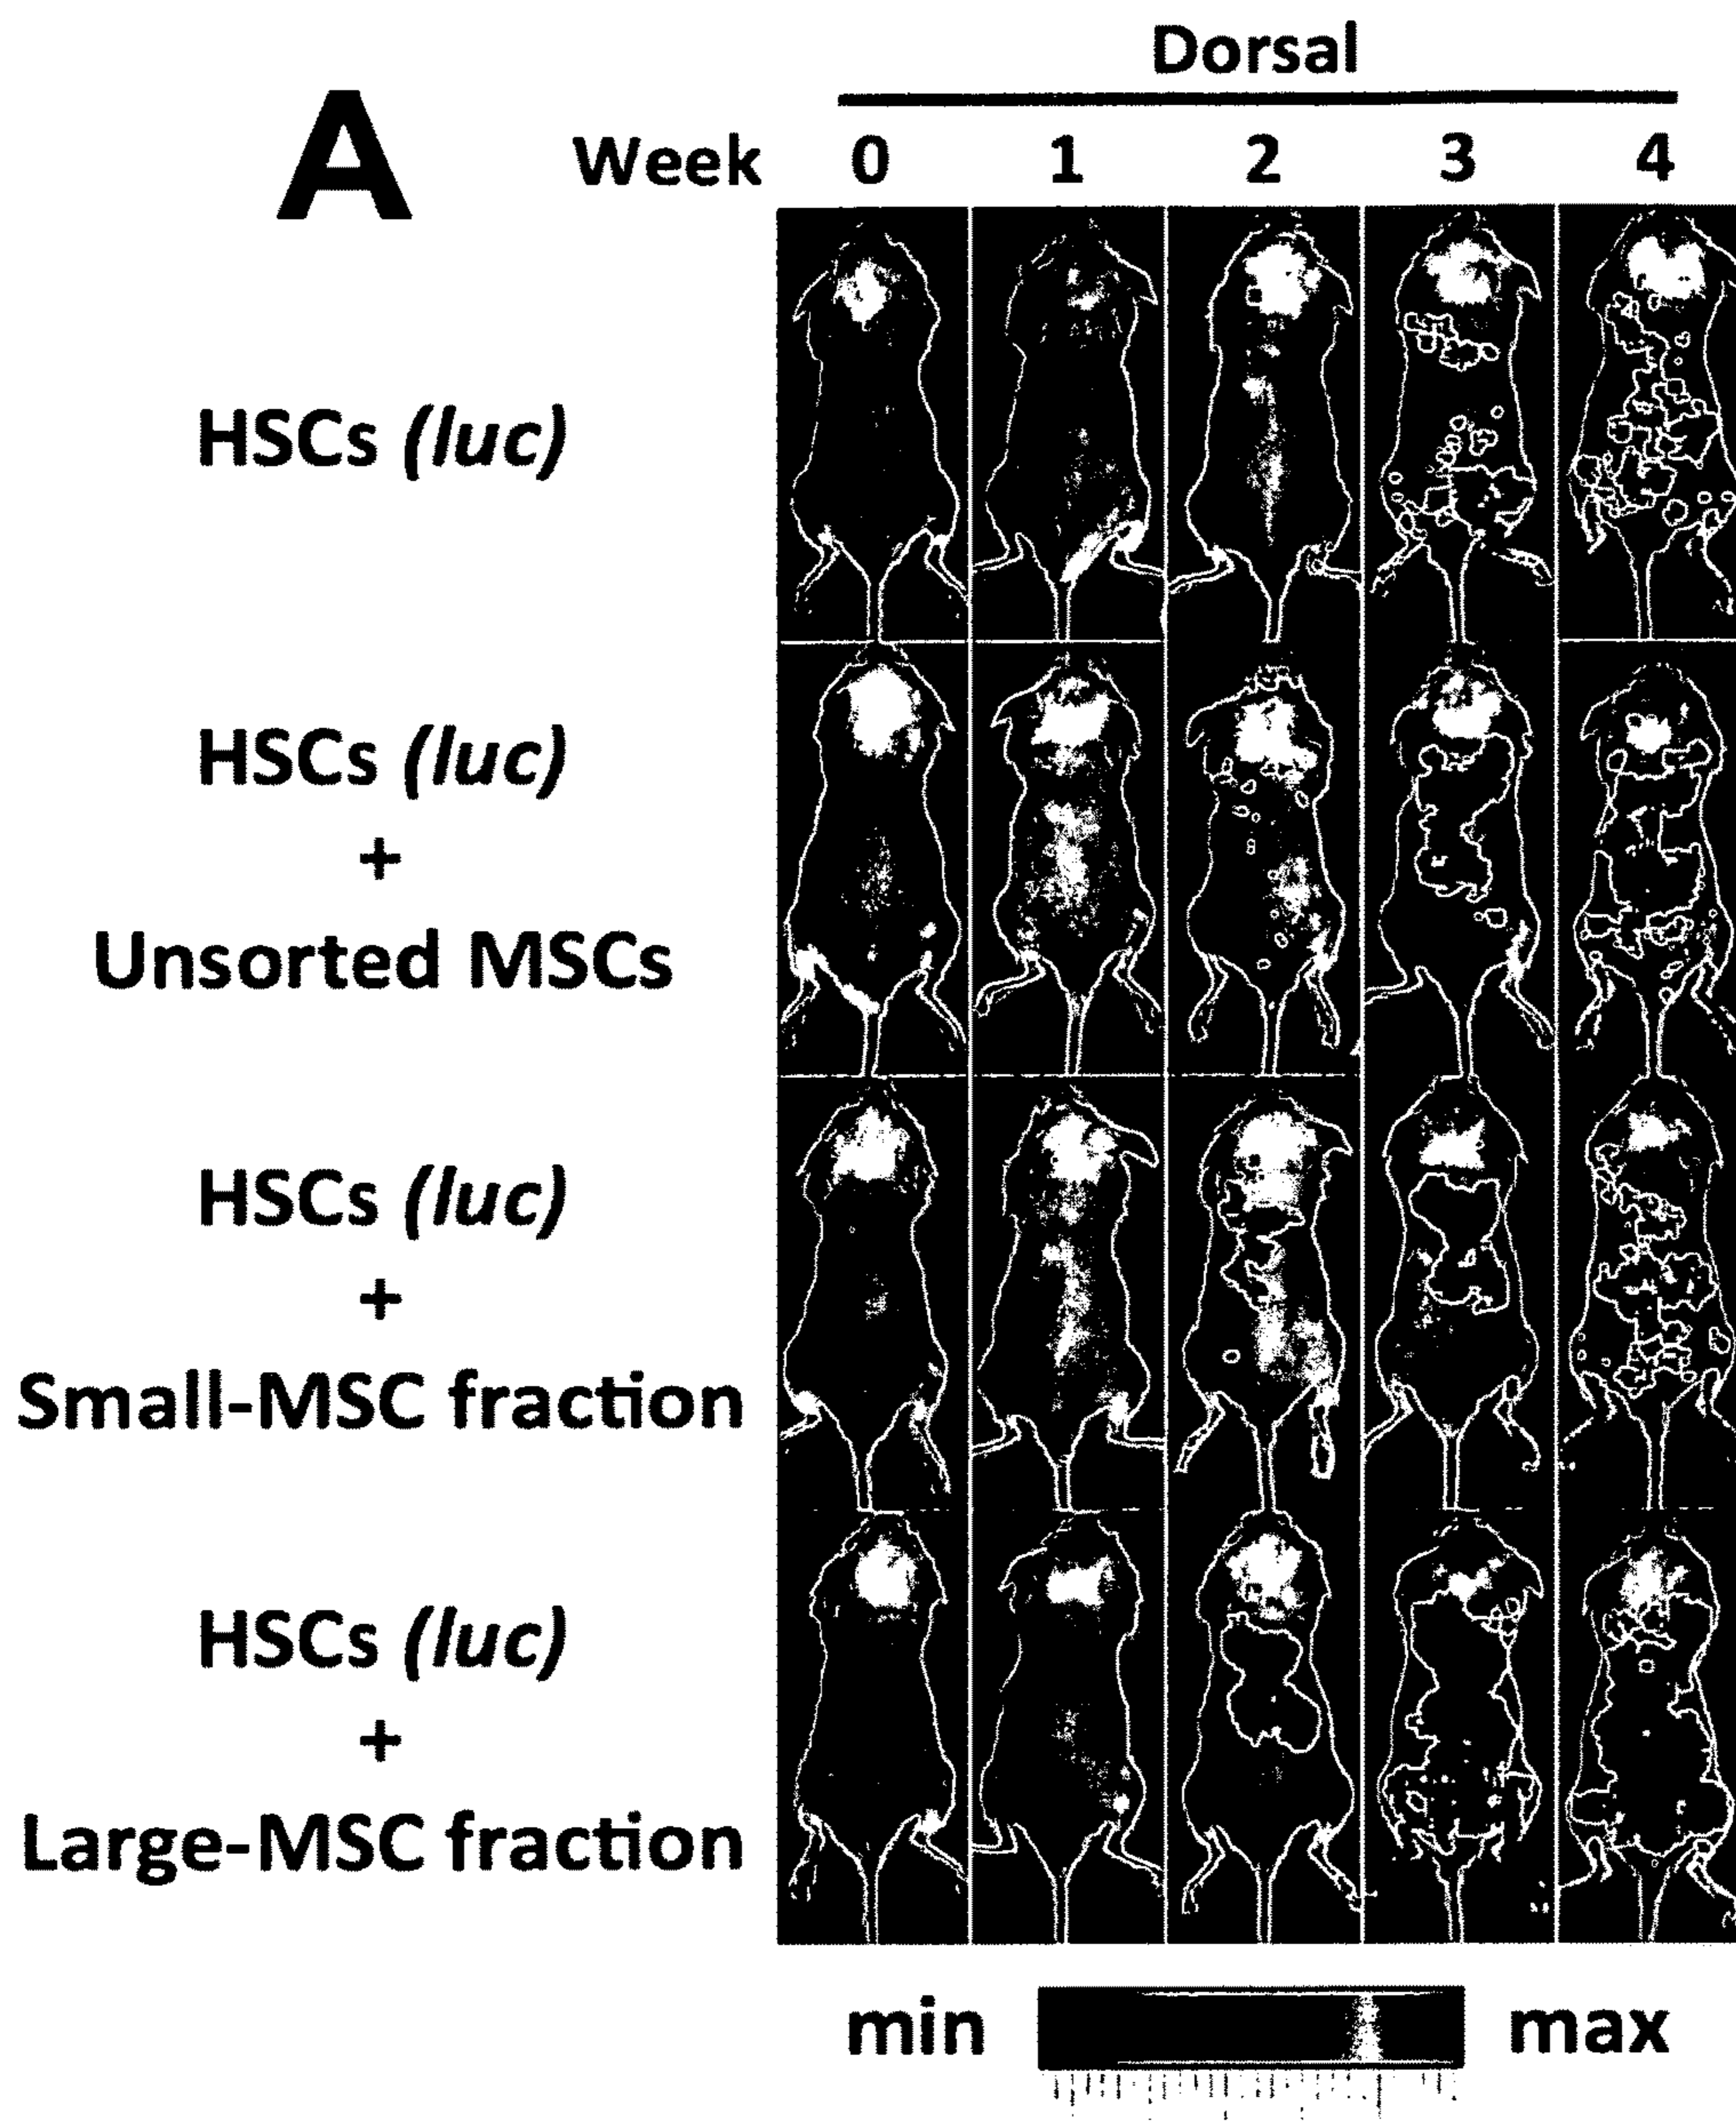 A
Dorsal
Week 0 1 2 3 4
HSCs (luc)
HSCs (luc)
+
Unsorted MSCs
HSCs (luc)
+
Small-MSC fraction
HSCs (luc)
+
Large-MSC fraction
min max